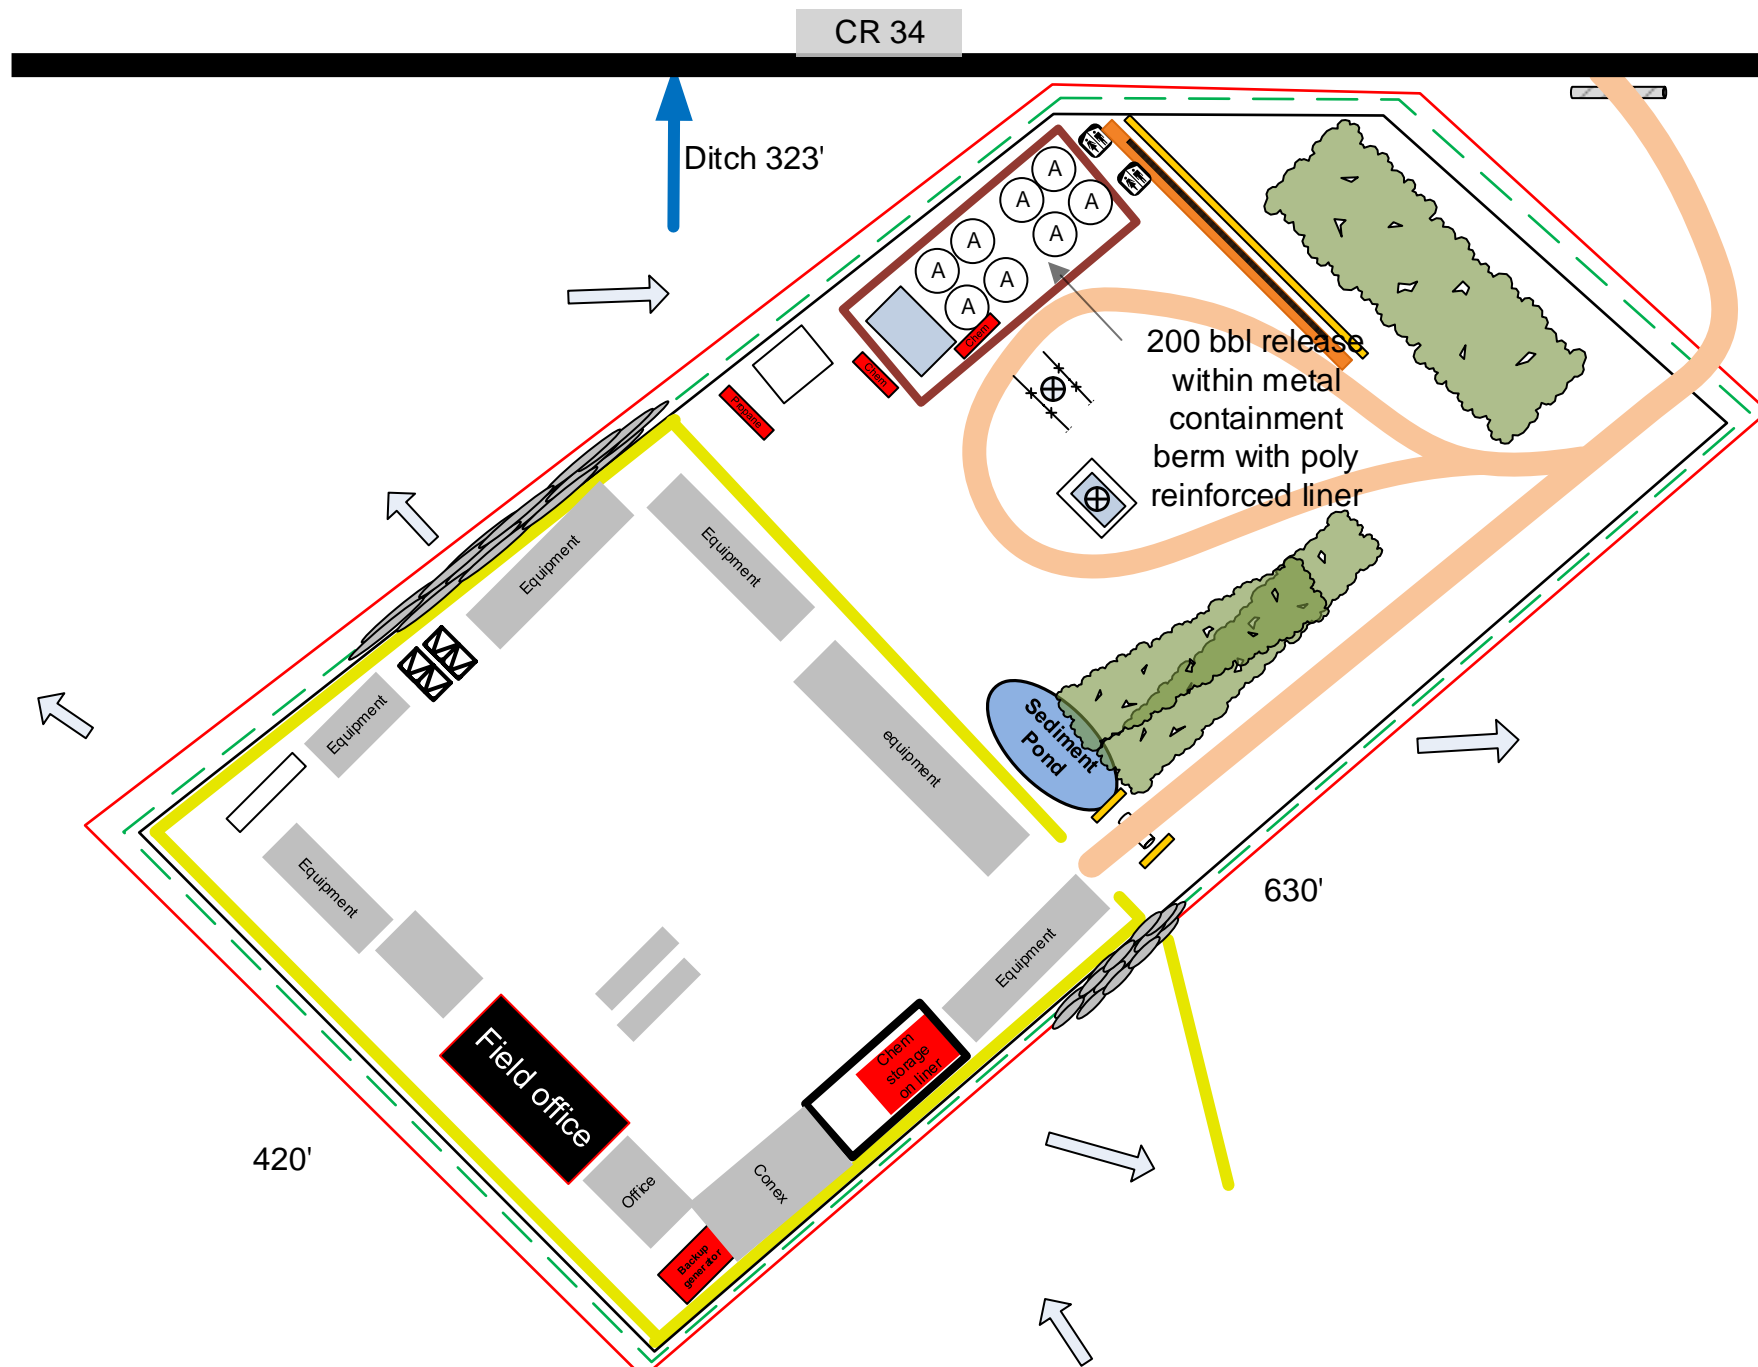 CR 34
Ditch 323'
A
A
A
A
A
A
A
A
Chem
Chem
Propane
200 bbl release
within metal
containment
berm with poly
reinforced liner
Equipment
Equipment
Equipment
equipment
Sediment
Pond
Equipment
Equipment
630'
Field office
Chem
storage
on liner
420'
Office
Conex
Backup
generator